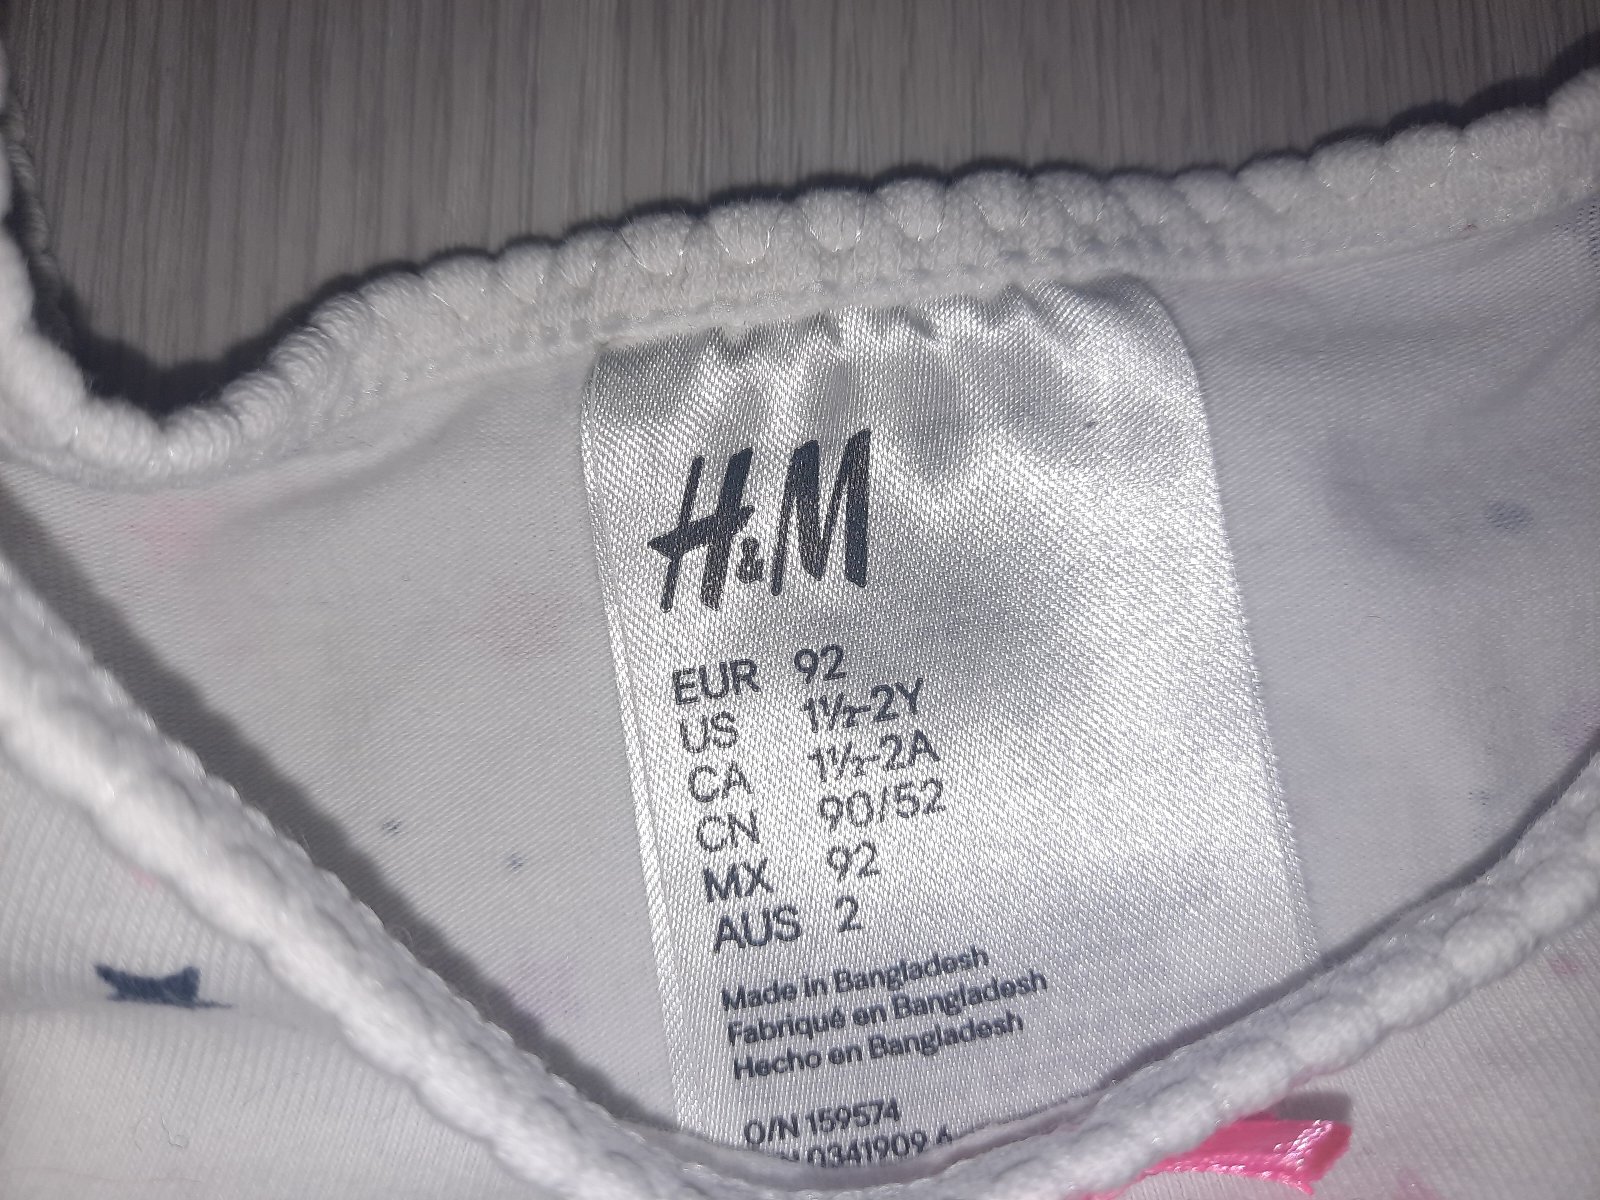 H&M
EUR 92
US 1½-2Y
CA 1½-2A
CN 90/52
MX 92
AUS 2
Made in Bangladesh
Fabriqué en Bangladesh
Hecho en Bangladesh
O/N 159574
0341909